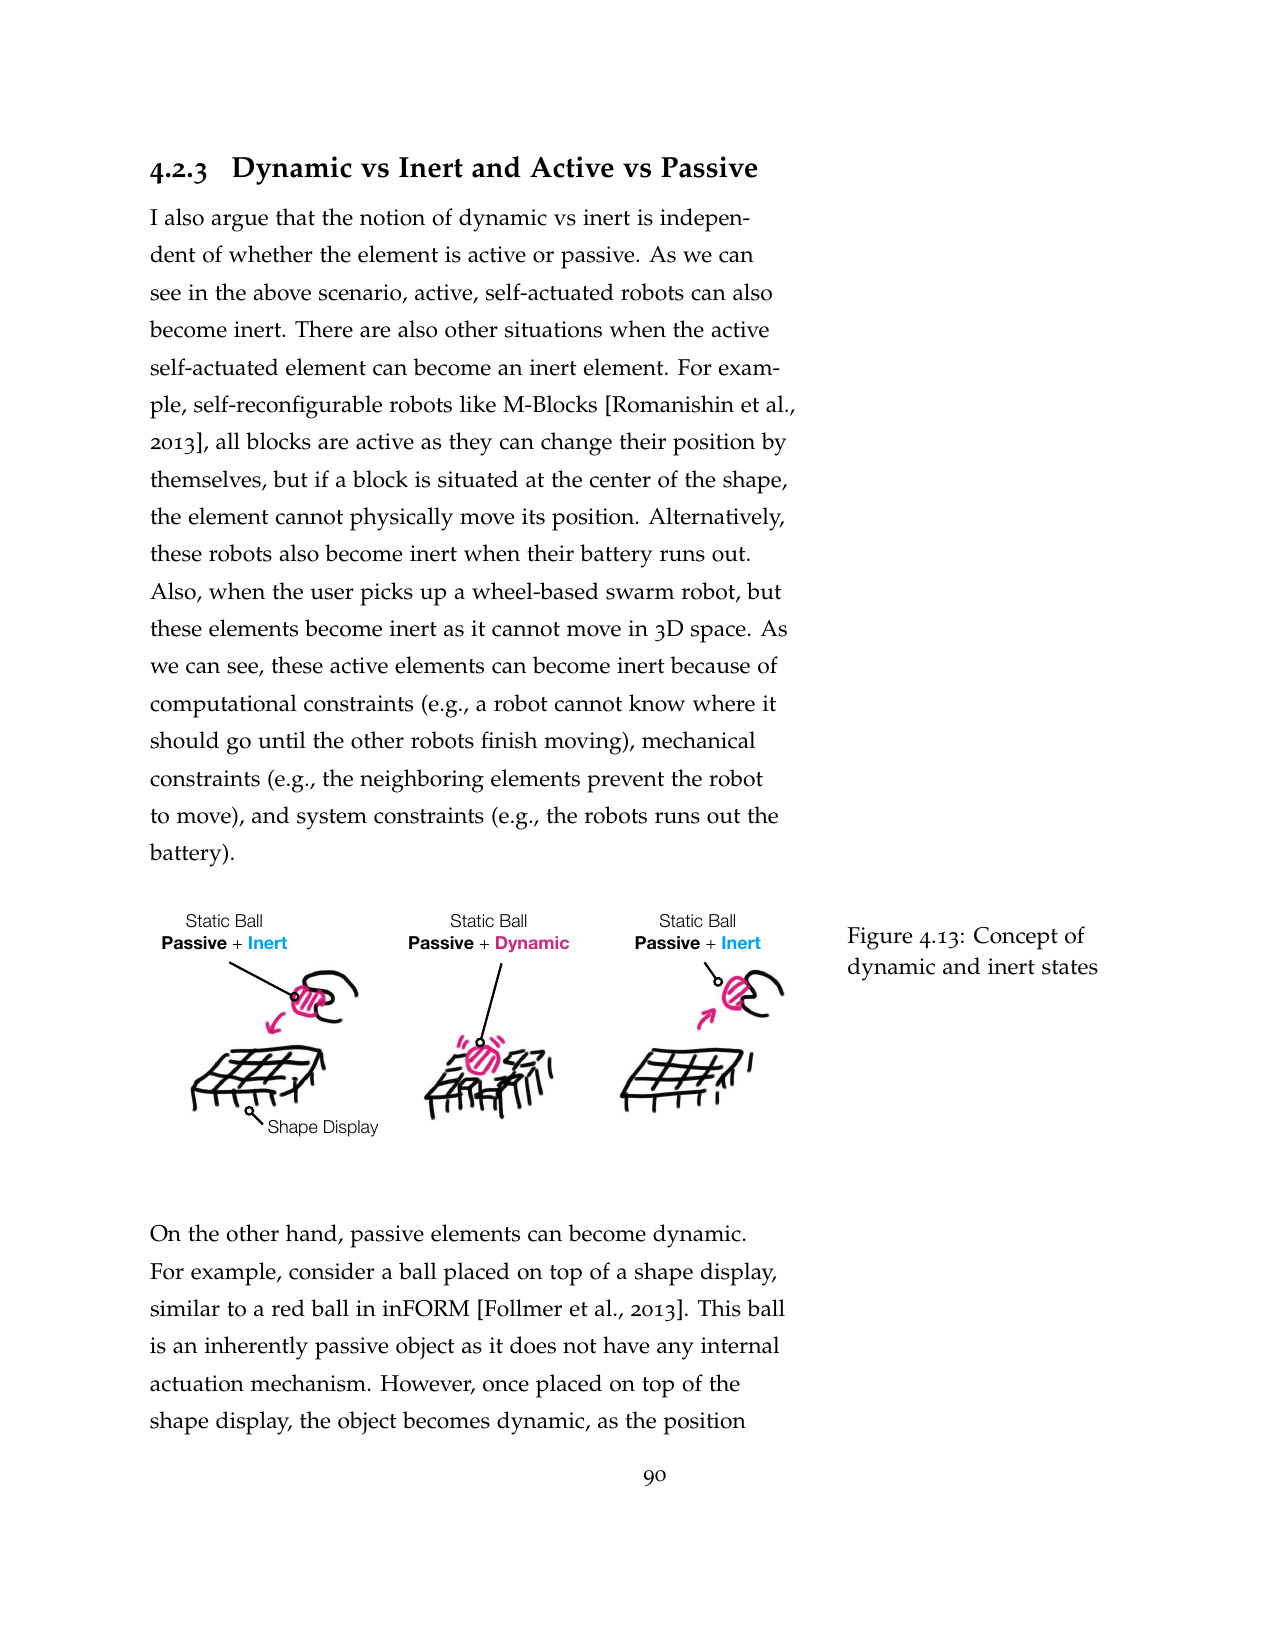 4.2.3 Dynamic vs Inert and Active vs Passive
I also argue that the notion of dynamic vs inert is indepen-
dent of whether the element is active or passive. As we can
see in the above scenario, active, self-actuated robots can also
become inert. There are also other situations when the active
self-actuated element can become an inert element. For exam-
ple, self-reconfigurable robots like M-Blocks [Romanishin et al.,
2013], all blocks are active as they can change their position by
themselves, but if a block is situated at the center of the shape,
the element cannot physically move its position. Alternatively,
these robots also become inert when their battery runs out.
Also, when the user picks up a wheel-based swarm robot, but
these elements become inert as it cannot move in 3D space. As
we can see, these active elements can become inert because of
computational constraints (e.g., a robot cannot know where it
should go until the other robots finish moving), mechanical
constraints (e.g., the neighboring elements prevent the robot
to move), and system constraints (e.g., the robots runs out the
battery).
Static Ball
Passive + Inert
Static Ball
Passive + Dynamic
Static Ball
Passive + Inert
Shape Display
Figure 4.13: Concept of
dynamic and inert states
On the other hand, passive elements can become dynamic.
For example, consider a ball placed on top of a shape display,
similar to a red ball in inFORM [Follmer et al., 2013]. This ball
is an inherently passive object as it does not have any internal
actuation mechanism. However, once placed on top of the
shape display, the object becomes dynamic, as the position
90